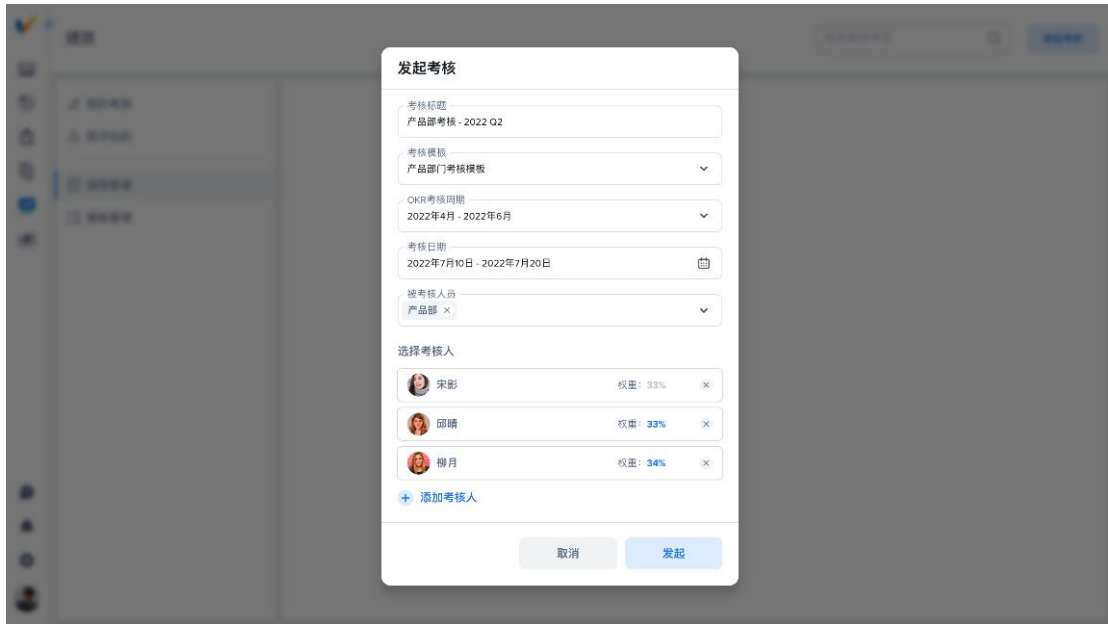 发起考核
考核标题
产品部考核 - 2022 Q2
考核模板
产品部门考核模板
OKR考核周期
2022年4月 - 2022年6月
考核日期
2022年7月10日 - 2022年7月20日
被考核人员
产品部 ×
选择考核人
宋影 权重: 33% ×
邱晴 权重: 33% ×
柳月 权重: 34% ×
+ 添加考核人
取消 发起